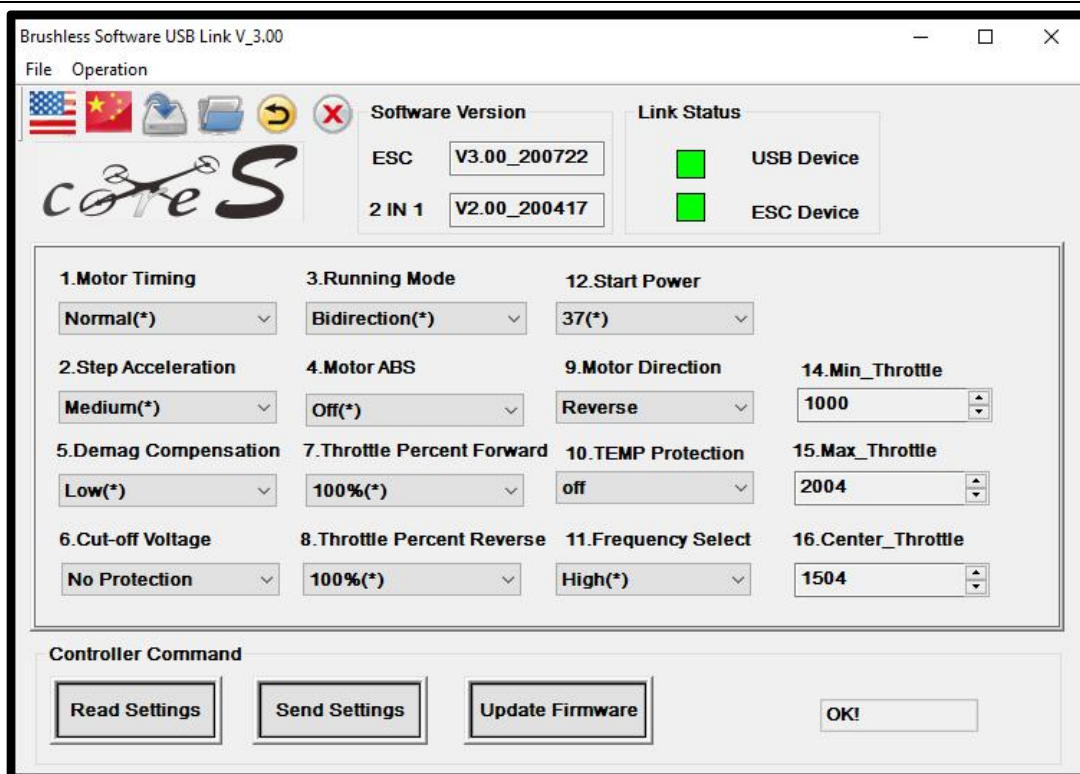 Brushless Software USB Link V_3.00
File Operation
Software Version
ESC V3.00_200722
2 IN 1 V2.00_200417
Link Status
USB Device
ESC Device
coreS
1.Motor Timing 3.Running Mode 12.Start Power
Normal(*) Bidirection(*) 37(*)
2.Step Acceleration 4.Motor ABS 9.Motor Direction 14.Min_Throttle
Medium(*) Off(*) Reverse 1000
5.Demag Compensation 7.Throttle Percent Forward 10.TEMP Protection 15.Max_Throttle
Low(*) 100%(*) off 2004
6.Cut-off Voltage 8.Throttle Percent Reverse 11.Frequency Select 16.Center_Throttle
No Protection 100%(*) High(*) 1504
Controller Command
Read Settings Send Settings Update Firmware OK!